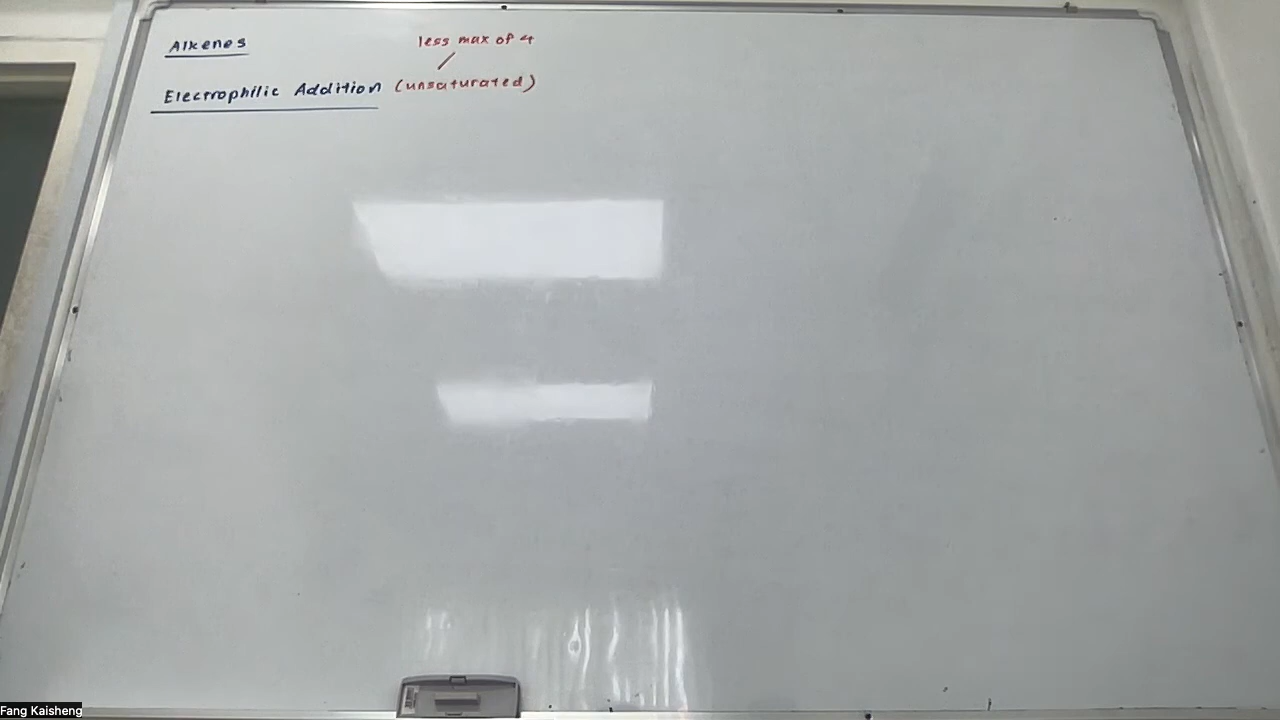 Alkenes
less max of 4
Electrophilic Addition (unsaturated)
Fang Kaisheng